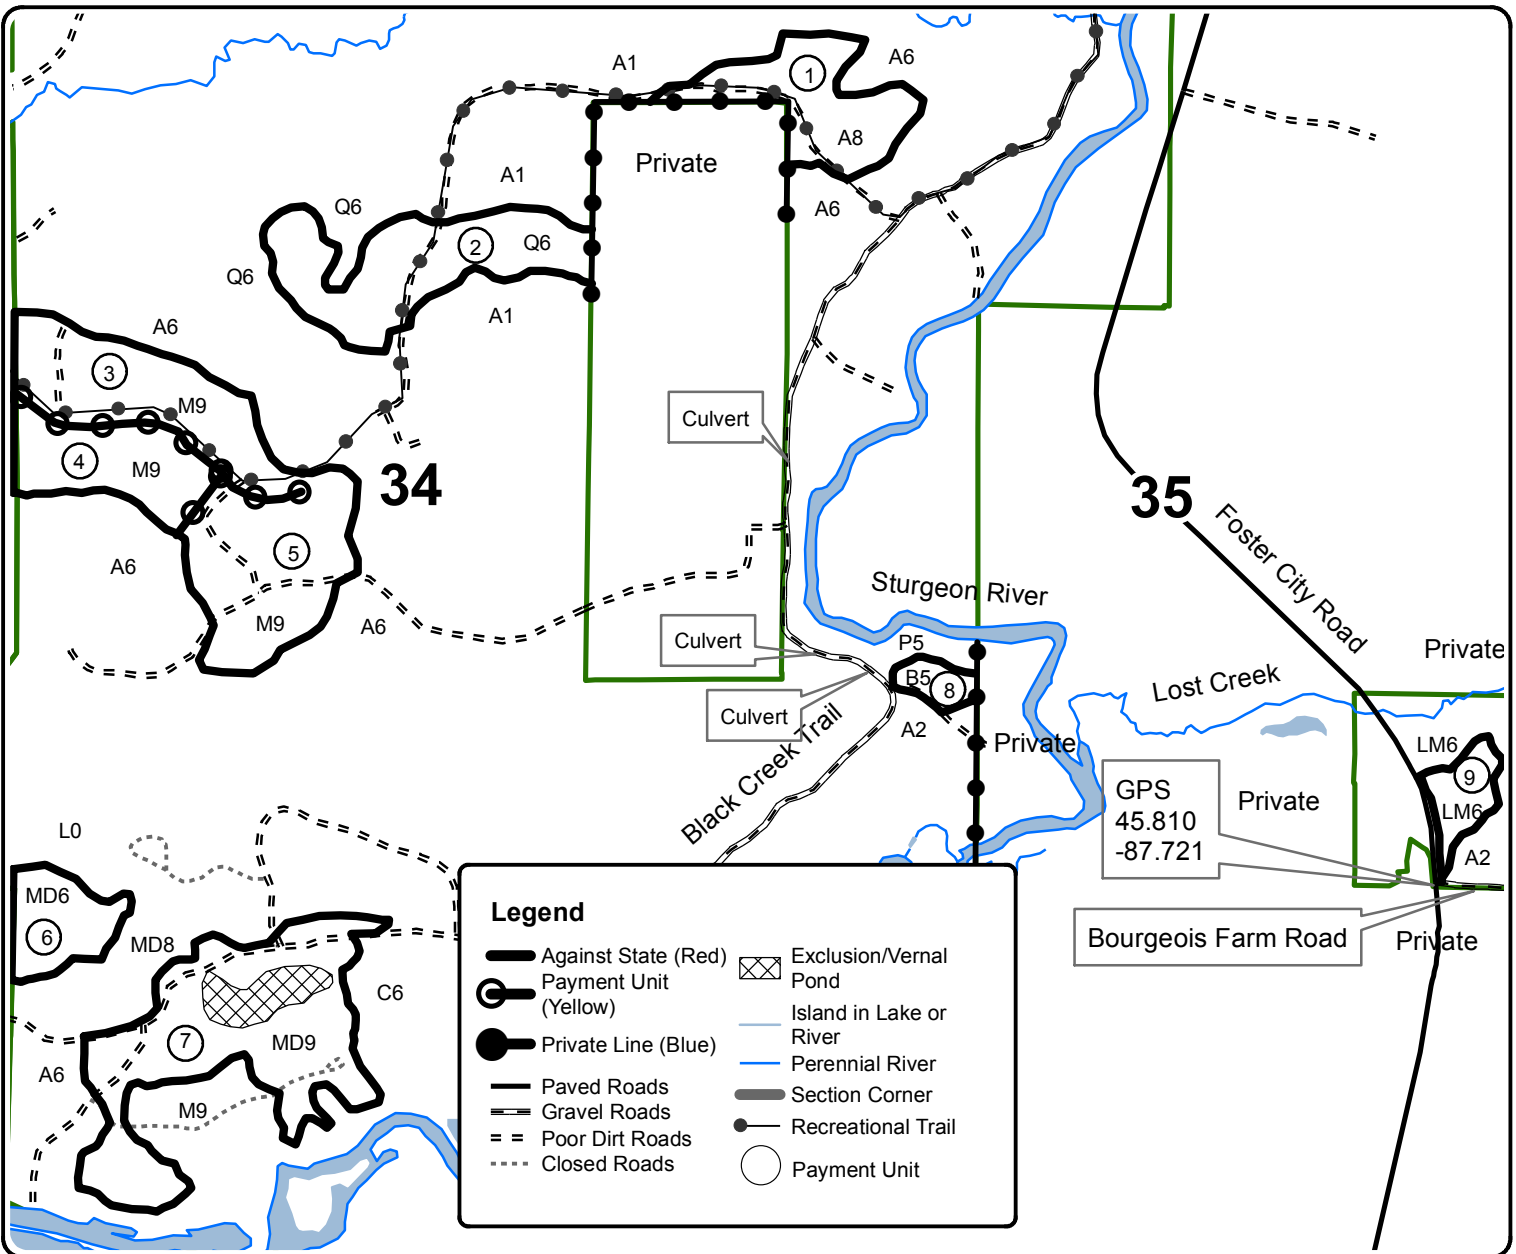 A1
A6
1
A8
Private
A1
A6
Q6
2
Q6
Q6
A1
A6
3
M9
Culvert
4
M9
34
35
Foster City Road
5
A6
Sturgeon River
M9
A6
Culvert
P5
B5
8
Private
Lost Creek
Culvert
A2
Private
Black Creek Trail
LM6
9
GPS
45.810
-87.721
Private
LM6
A2
L0
MD6
6
MD8
Bourgeois Farm Road
Private
C6
7
MD9
A6
M9
Legend
Against State (Red)
Payment Unit
(Yellow)
Private Line (Blue)
Paved Roads
Gravel Roads
Poor Dirt Roads
Closed Roads
Exclusion/Vernal
Pond
Island in Lake or
River
Perennial River
Section Corner
Recreational Trail
Payment Unit